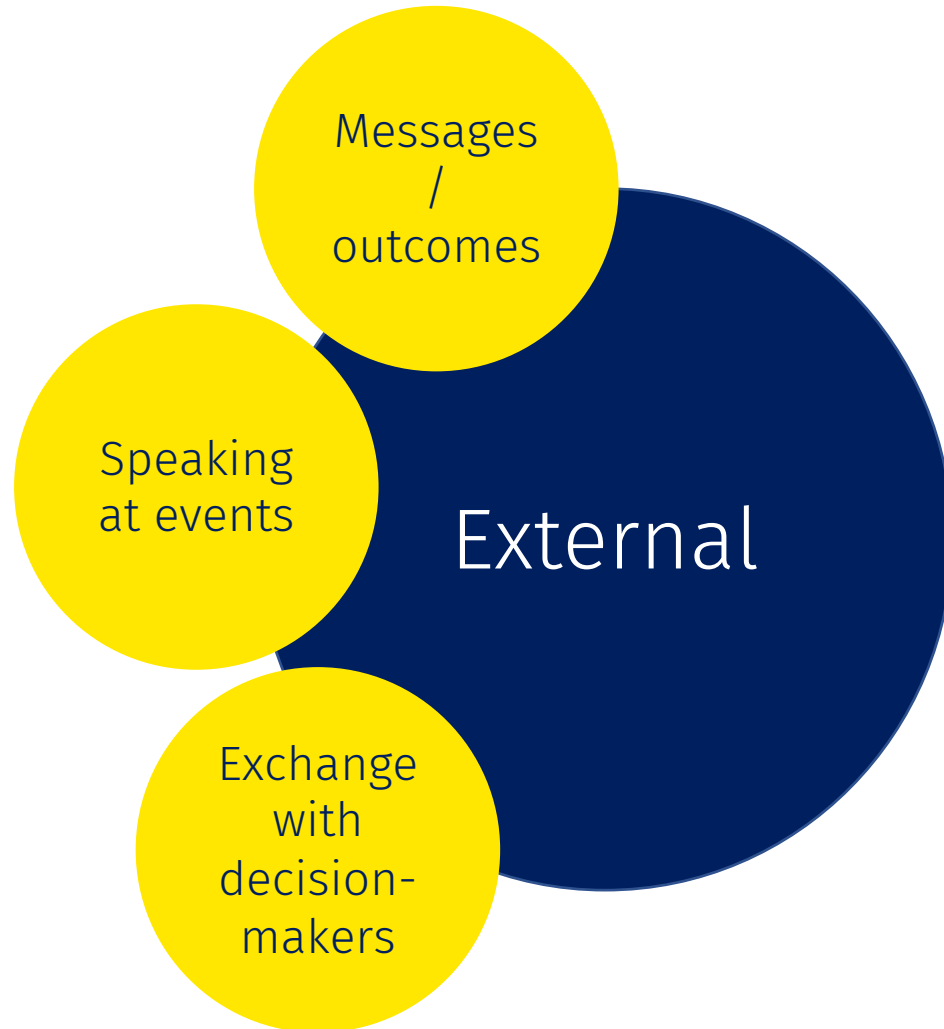 Messages
/
outcomes
Speaking
at events
External
Exchange
with
decision-
makers